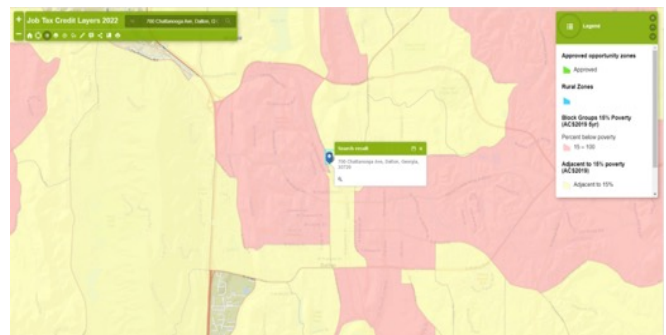 Job Tax Credit Layers 2022
700 Chattanooga Ave, Dalton, G
Legend
Approved opportunity zones
Approved
Rural Zones
Block Groups 15% Poverty
(ACS2019 5yr)
Percent below poverty
15 – 100
Adjacent to 15% poverty
(ACS2019)
Adjacent to 15%
Search result
700 Chattanooga Ave, Dalton, Georgia,
30720